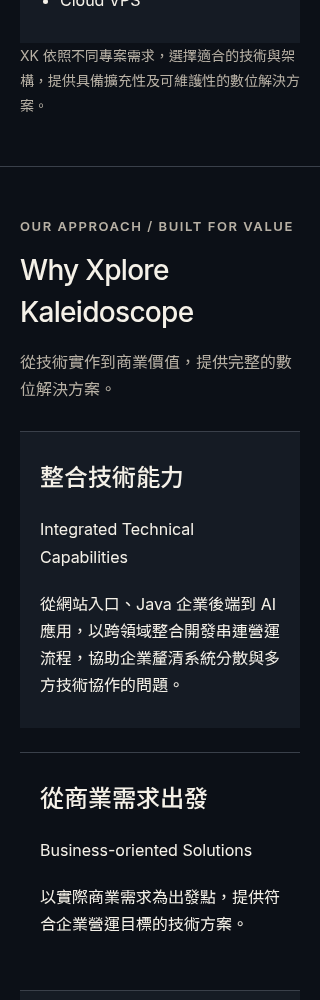 Cloud VPS
XK 依照不同專案需求，選擇適合的技術與架
構，提供具備擴充性及可維護性的數位解決方
案。
OUR APPROACH / BUILT FOR VALUE
Why Xplore
Kaleidoscope
從技術實作到商業價值，提供完整的數
位解決方案。
整合技術能力
Integrated Technical
Capabilities
從網站入口、Java 企業後端到 AI
應用，以跨領域整合開發串連營運
流程，協助企業釐清系統分散與多
方技術協作的問題。
從商業需求出發
Business-oriented Solutions
以實際商業需求為出發點，提供符
合企業營運目標的技術方案。